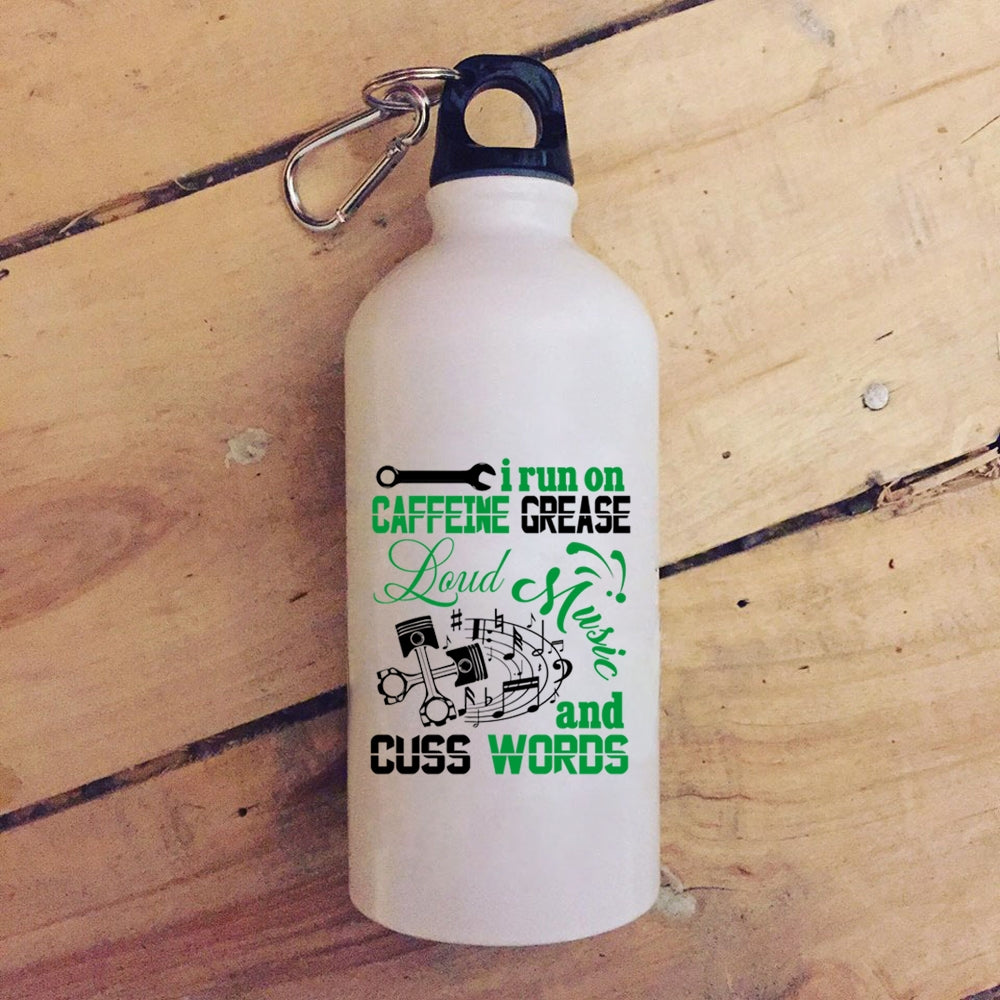 i run on
CAFFEINE GREASE
Loud Music
and
CUSS WORDS